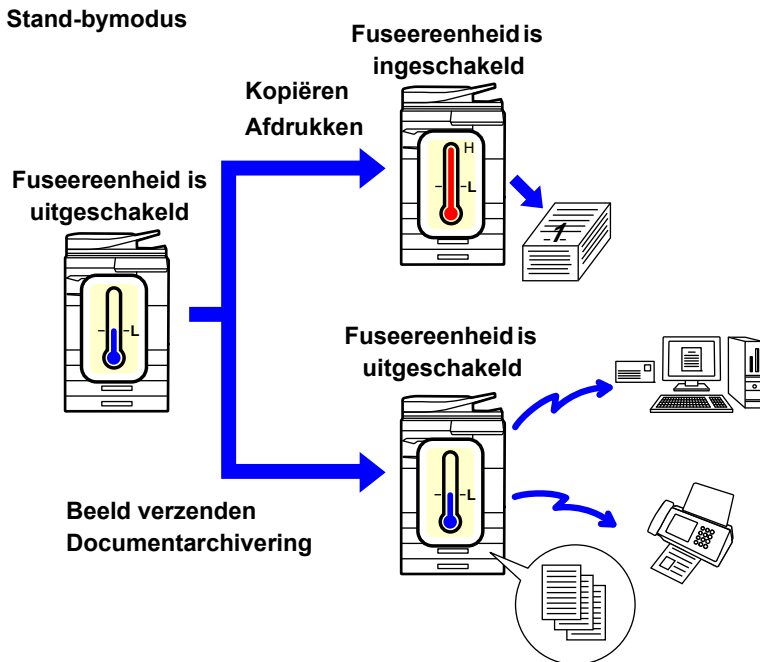 Stand-bymodus
Fuseereenheid is
ingeschakeld
Kopiëren
Afdrukken
H
L
1
Fuseereenheid is
uitgeschakeld
L
Fuseereenheid is
uitgeschakeld
L
Beeld verzenden
Documentarchivering